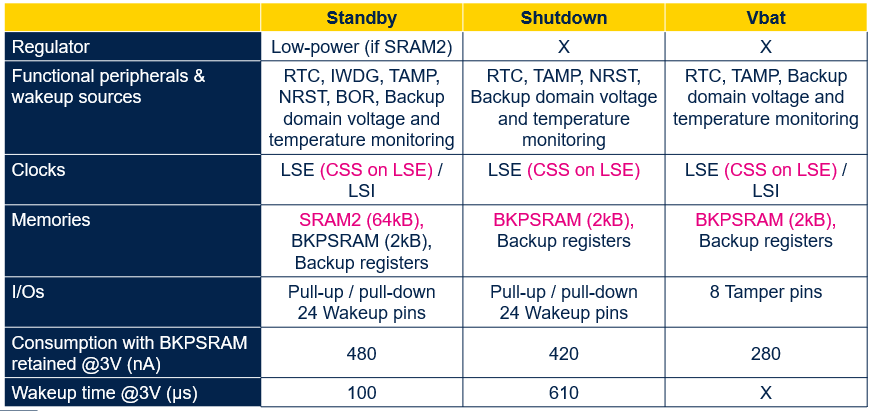 Standby Shutdown Vbat
Regulator Low-power (if SRAM2) X X
Functional peripherals & RTC, IWDG, TAMP, RTC, TAMP, NRST, RTC, TAMP, Backup
wakeup sources NRST, BOR, Backup Backup domain voltage domain voltage and
domain voltage and and temperature temperature monitoring
temperature monitoring monitoring
Clocks LSE (CSS on LSE) / LSE (CSS on LSE) LSE (CSS on LSE) /
LSI LSI
Memories SRAM2 (64kB), BKPSRAM (2kB), BKPSRAM (2kB),
BKPSRAM (2kB), Backup registers Backup registers
Backup registers
I/Os Pull-up / pull-down Pull-up / pull-down 8 Tamper pins
24 Wakeup pins 24 Wakeup pins
Consumption with BKPSRAM
retained @3V (nA) 480 420 280
Wakeup time @3V (µs) 100 610 X